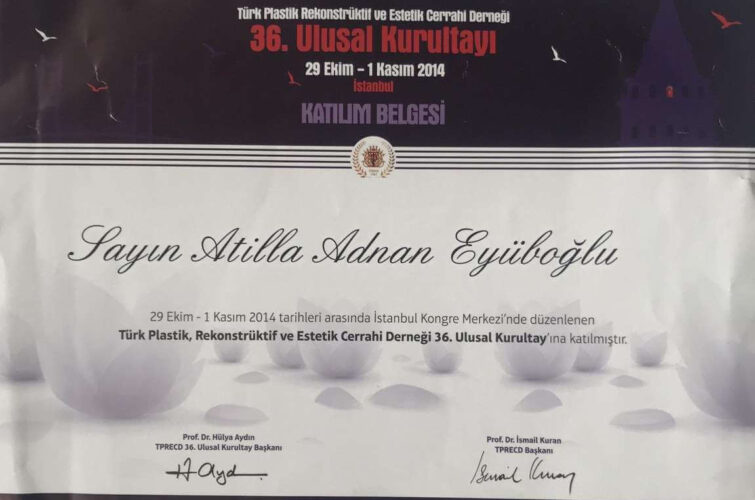 Türk Plastik Rekonstrüktif ve Estetik Cerrahi Derneği
36. Ulusal Kurultayı
29 Ekim – 1 Kasım 2014
İstanbul
KATILIM BELGESİ
Sayın Atilla Adnan Eyüboğlu
29 Ekim - 1 Kasım 2014 tarihleri arasında İstanbul Kongre Merkezi'nde düzenlenen
Türk Plastik, Rekonstrüktif ve Estetik Cerrahi Derneği 36. Ulusal Kurultay'ına katılmıştır.
Prof. Dr. Hülya Aydın
TPRECD 36. Ulusal Kurultay Başkanı
Prof. Dr. İsmail Kuran
TPRECD Başkanı
H Aydın
İsmail Kuran